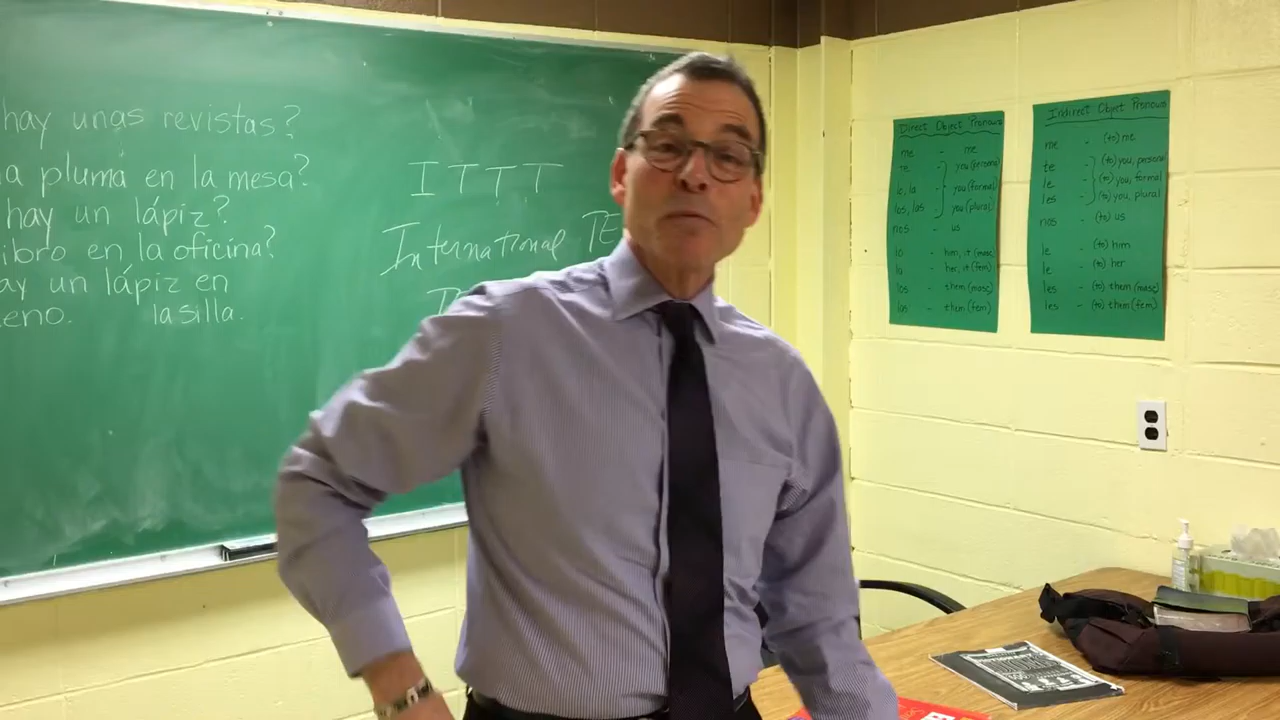 hay unas revistas?
a pluma en la mesa?
hay un lápiz?
ibro en la oficina?
ay un lápiz en
eno. la silla.
I T T T
International TE
Direct Object Pronouns
me - me
te - you (personal)
le, la - you (formal)
los, las - you (plural)
nos - us
lo - him, it (masc)
la - her, it (fem)
los - them (masc)
las - them (fem)
Indirect Object Pronouns
me - (to) me
te - (to) you, personal
le - (to) you, formal
les - (to) you, plural
nos - (to) us
le - (to) him
le - (to) her
les - (to) them (masc)
les - (to) them (fem)